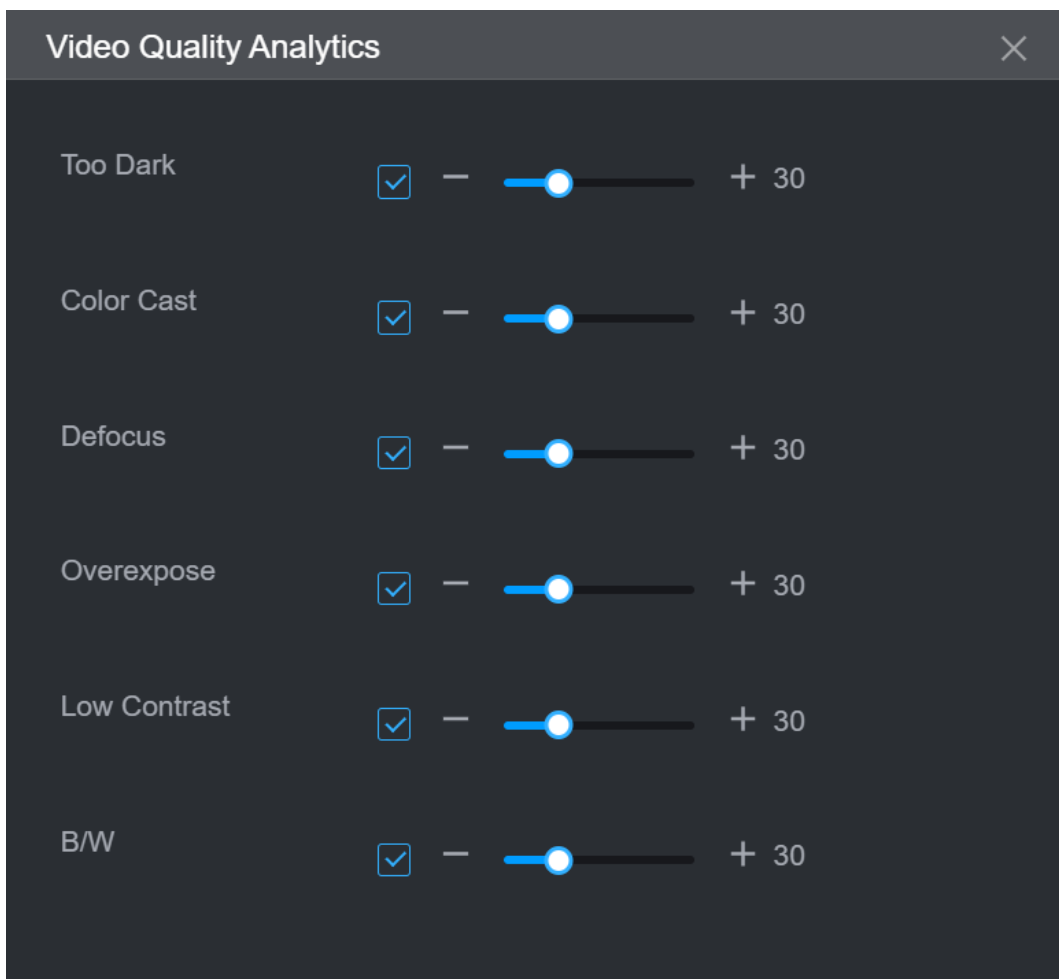 Video Quality Analytics
Too Dark 30
Color Cast 30
Defocus 30
Overexpose 30
Low Contrast 30
B/W 30